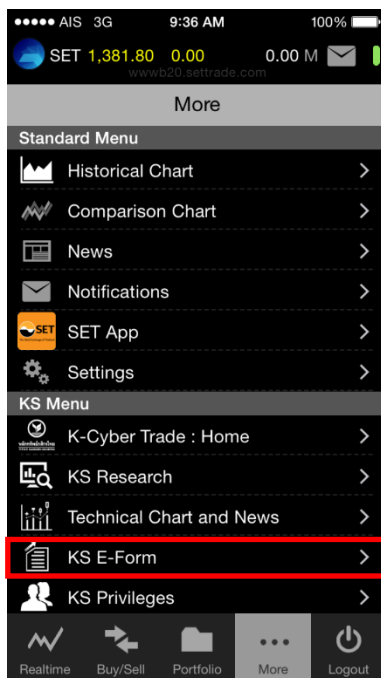 AIS 3G 9:36 AM 100%
SET 1,381.80 0.00 0.00 M
wwwb20.settrade.com
More
Standard Menu
Historical Chart
Comparison Chart
News
Notifications
SET
SET App
Settings
KS Menu
K-Cyber Trade : Home
KS Research
Technical Chart and News
KS E-Form
KS Privileges
Realtime Buy/Sell Portfolio More Logout